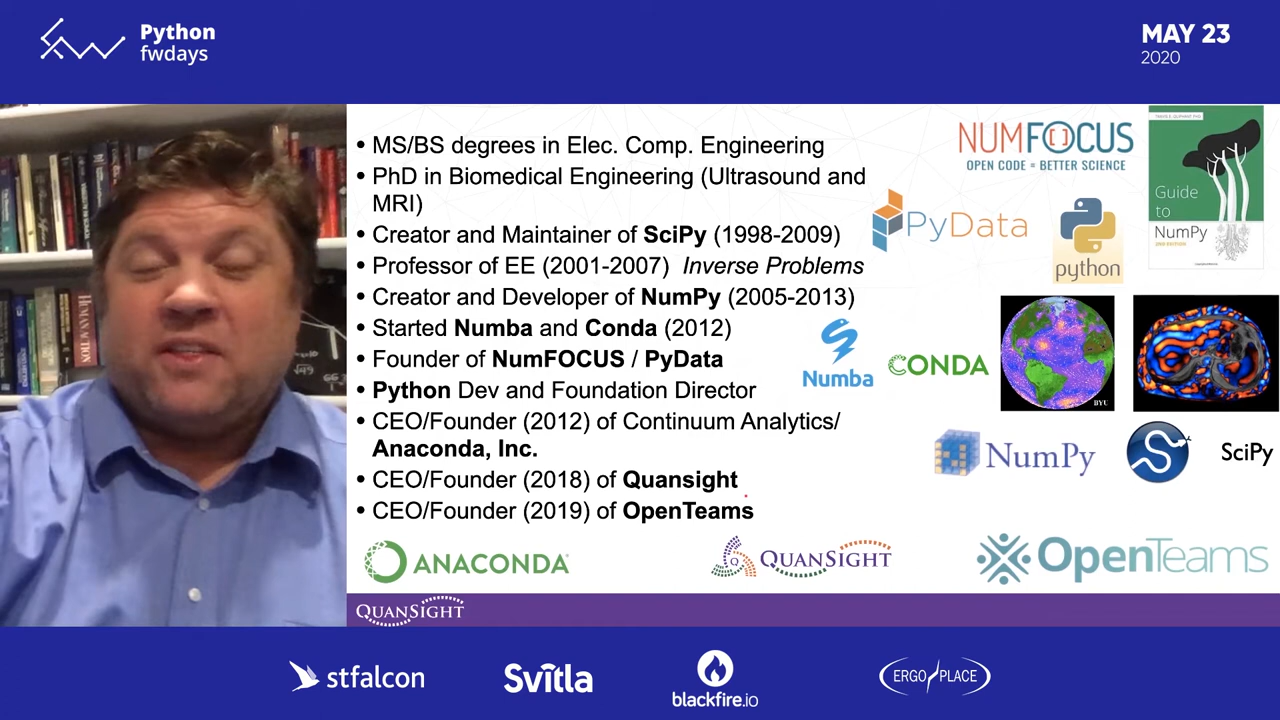 Python
fwdays
MAY 23
2020
• MS/BS degrees in Elec. Comp. Engineering
• PhD in Biomedical Engineering (Ultrasound and
MRI)
• Creator and Maintainer of SciPy (1998-2009)
• Professor of EE (2001-2007) Inverse Problems
• Creator and Developer of NumPy (2005-2013)
• Started Numba and Conda (2012)
• Founder of NumFOCUS / PyData
• Python Dev and Foundation Director
• CEO/Founder (2012) of Continuum Analytics/
Anaconda, Inc.
• CEO/Founder (2018) of Quansight
• CEO/Founder (2019) of OpenTeams
NUMFOCUS
OPEN CODE = BETTER SCIENCE
Guide
to
NumPy
PyData
python
Numba
CONDA
BYU
NumPy
SciPy
ANACONDA
QUANSIGHT
OpenTeams
QUANSIGHT
HUMAN ACTION
stfalcon
Svitla
blackfire.io
ERGO PLACE